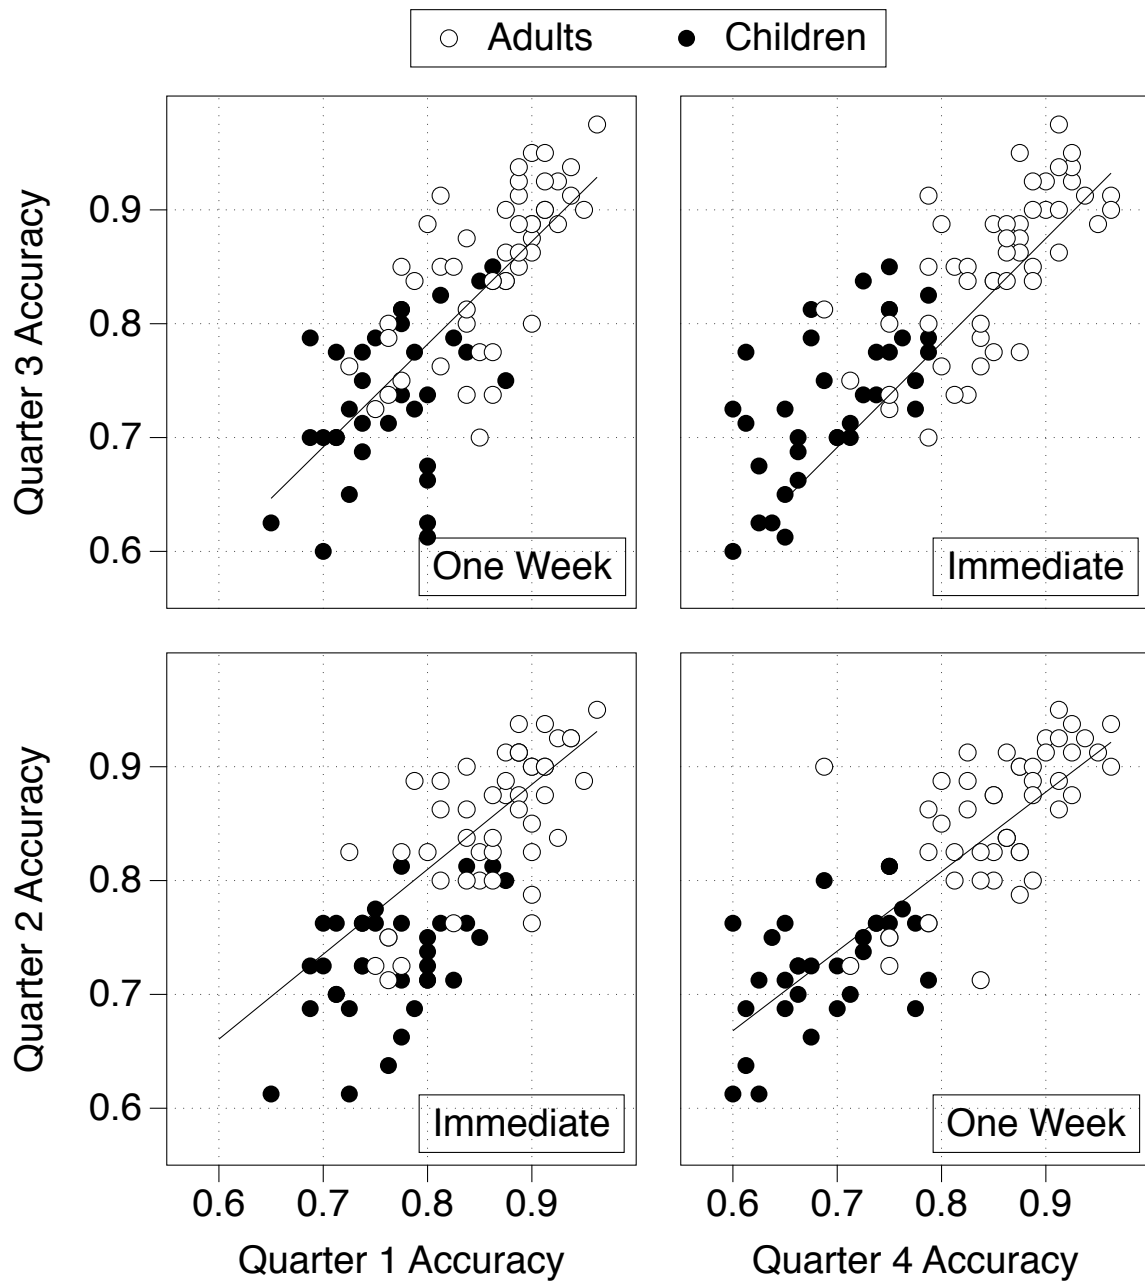 Adults Children
Quarter 3 Accuracy
0.9
0.8
0.7
0.6
One Week
Immediate
Quarter 2 Accuracy
0.9
0.8
0.7
0.6
Immediate
One Week
0.6 0.7 0.8 0.9 0.6 0.7 0.8 0.9
Quarter 1 Accuracy Quarter 4 Accuracy